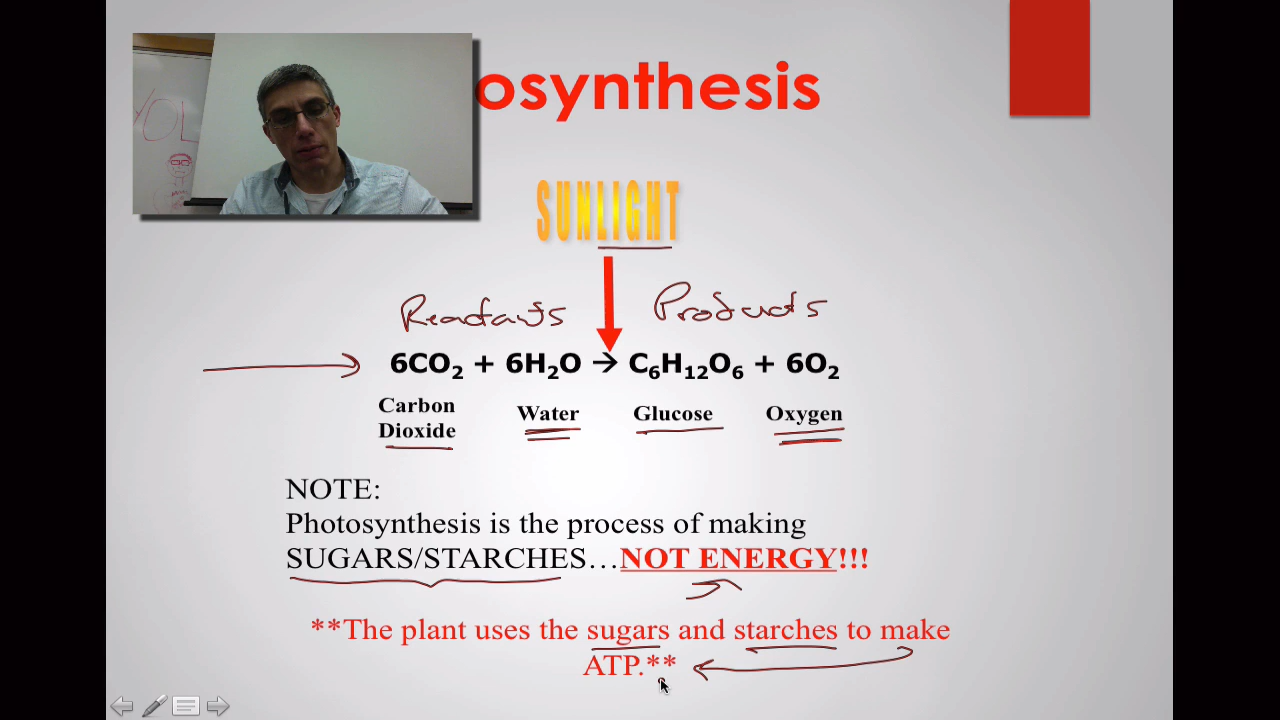 YOL
osynthesis
SUNLIGHT
Reactants Products
6CO₂ + 6H₂O → C₆H₁₂O₆ + 6O₂
Carbon Dioxide Water Glucose Oxygen
NOTE:
Photosynthesis is the process of making
SUGARS/STARCHES...NOT ENERGY!!!
**The plant uses the sugars and starches to make
ATP.**